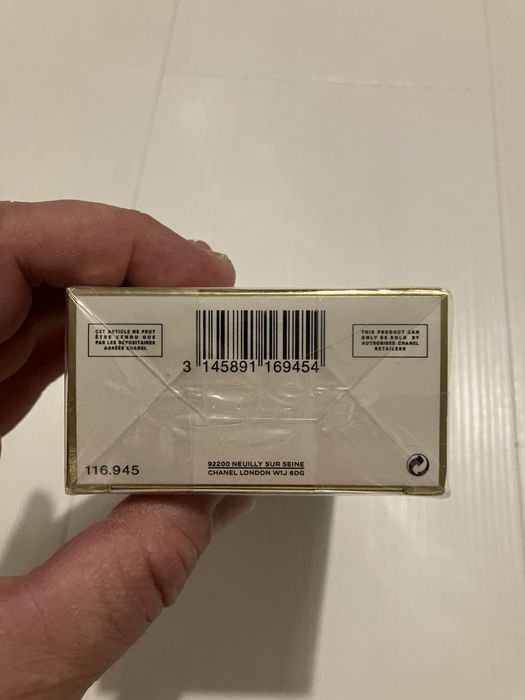 CET ARTICLE NE PEUT
ÊTRE VENDU QUE
PAR LES DÉPOSITAIRES
AGRÉÉS CHANEL
THIS PRODUCT CAN
ONLY BE SOLD BY
AUTHORISED CHANEL
RETAILERS
3 145891 169454
116.945
92200 NEUILLY SUR SEINE
CHANEL LONDON W1J 6DG